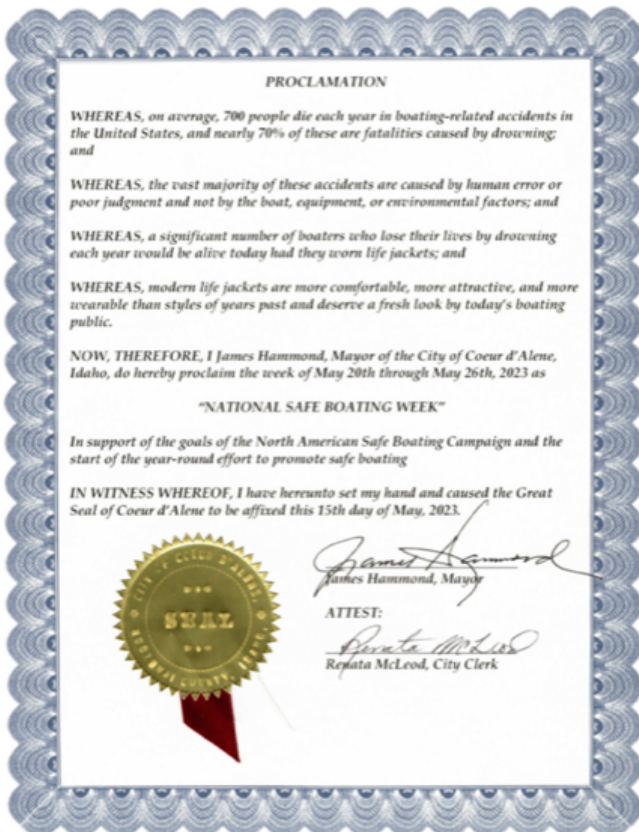 PROCLAMATION
WHEREAS, on average, 700 people die each year in boating-related accidents in
the United States, and nearly 70% of these are fatalities caused by drowning;
and
WHEREAS, the vast majority of these accidents are caused by human error or
poor judgment and not by the boat, equipment, or environmental factors; and
WHEREAS, a significant number of boaters who lose their lives by drowning
each year would be alive today had they worn life jackets; and
WHEREAS, modern life jackets are more comfortable, more attractive, and more
wearable than styles of years past and deserve a fresh look by today's boating
public.
NOW, THEREFORE, I James Hammond, Mayor of the City of Coeur d'Alene,
Idaho, do hereby proclaim the week of May 20th through May 26th, 2023 as
"NATIONAL SAFE BOATING WEEK"
In support of the goals of the North American Safe Boating Campaign and the
start of the year-round effort to promote safe boating
IN WITNESS WHEREOF, I have hereunto set my hand and caused the Great
Seal of Coeur d'Alene to be affixed this 15th day of May, 2023.
James Hammond
James Hammond, Mayor
ATTEST:
Renata McLeod
Renata McLeod, City Clerk
CITY OF COEUR D'ALENE,
SEAL
KOOTENAI COUNTY, IDAHO.